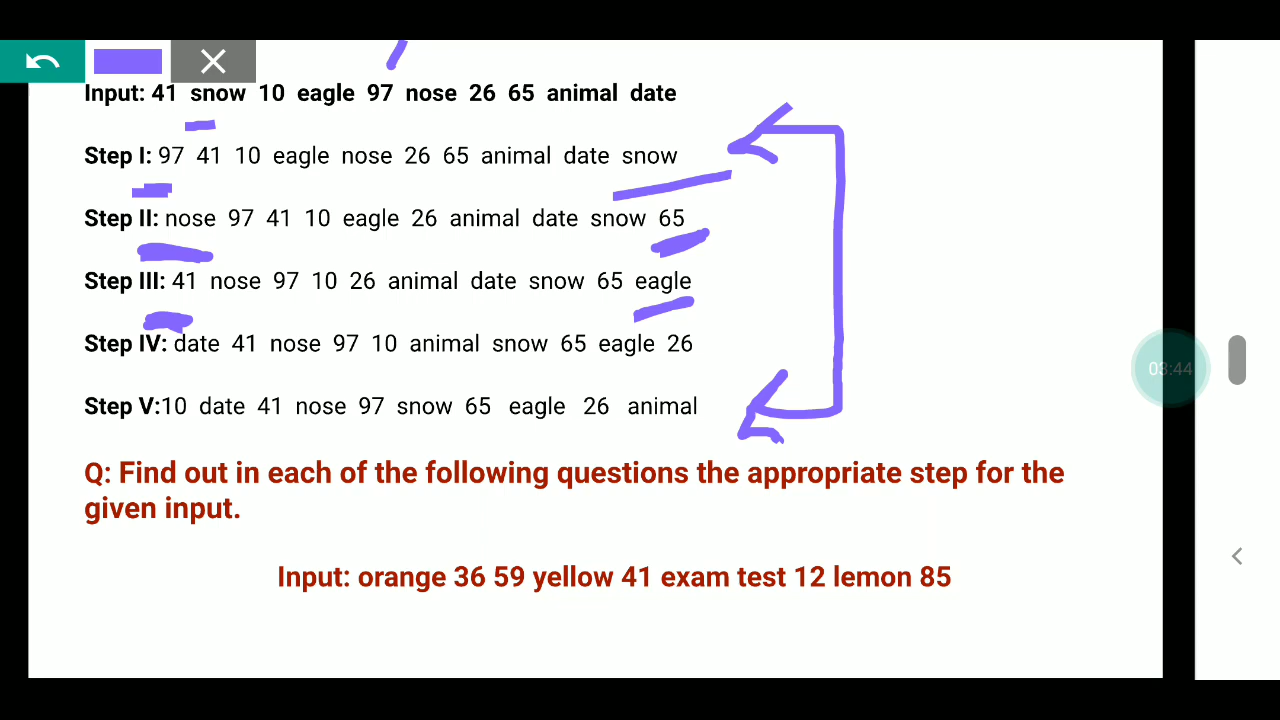 Input: 41 snow 10 eagle 97 nose 26 65 animal date
Step I: 97 41 10 eagle nose 26 65 animal date snow
Step II: nose 97 41 10 eagle 26 animal date snow 65
Step III: 41 nose 97 10 26 animal date snow 65 eagle
Step IV: date 41 nose 97 10 animal snow 65 eagle 26
Step V:10 date 41 nose 97 snow 65 eagle 26 animal
Q: Find out in each of the following questions the appropriate step for the
given input.
Input: orange 36 59 yellow 41 exam test 12 lemon 85
03:44